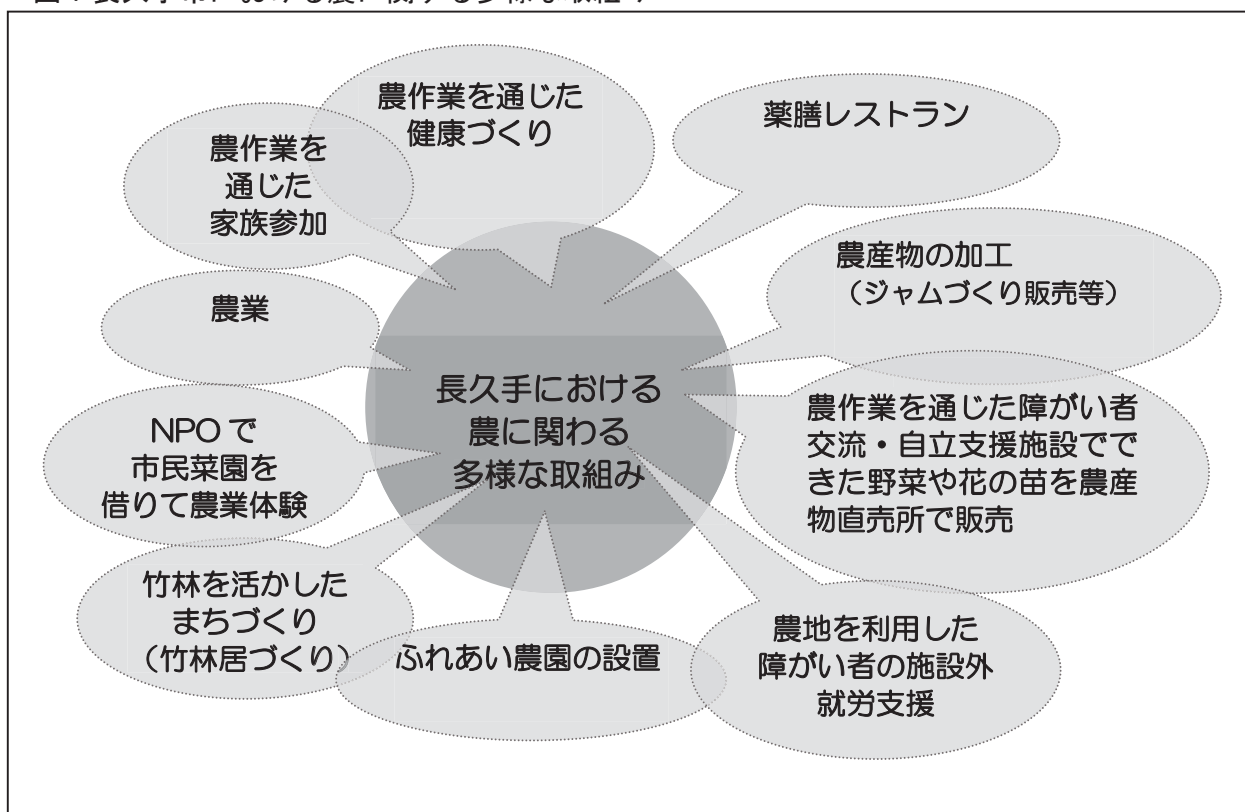 農作業を通じた
健康づくり
薬膳レストラン
農作業を
通じた
家族参加
農産物の加工
（ジャムづくり販売等）
農業
長久手における
農に関わる
多様な取組み
農作業を通じた障がい者
交流・自立支援施設でで
きた野菜や花の苗を農産
物直売所で販売
NPOで
市民菜園を
借りて農業体験
竹林を活かした
まちづくり
（竹林居づくり）
ふれあい農園の設置
農地を利用した
障がい者の施設外
就労支援